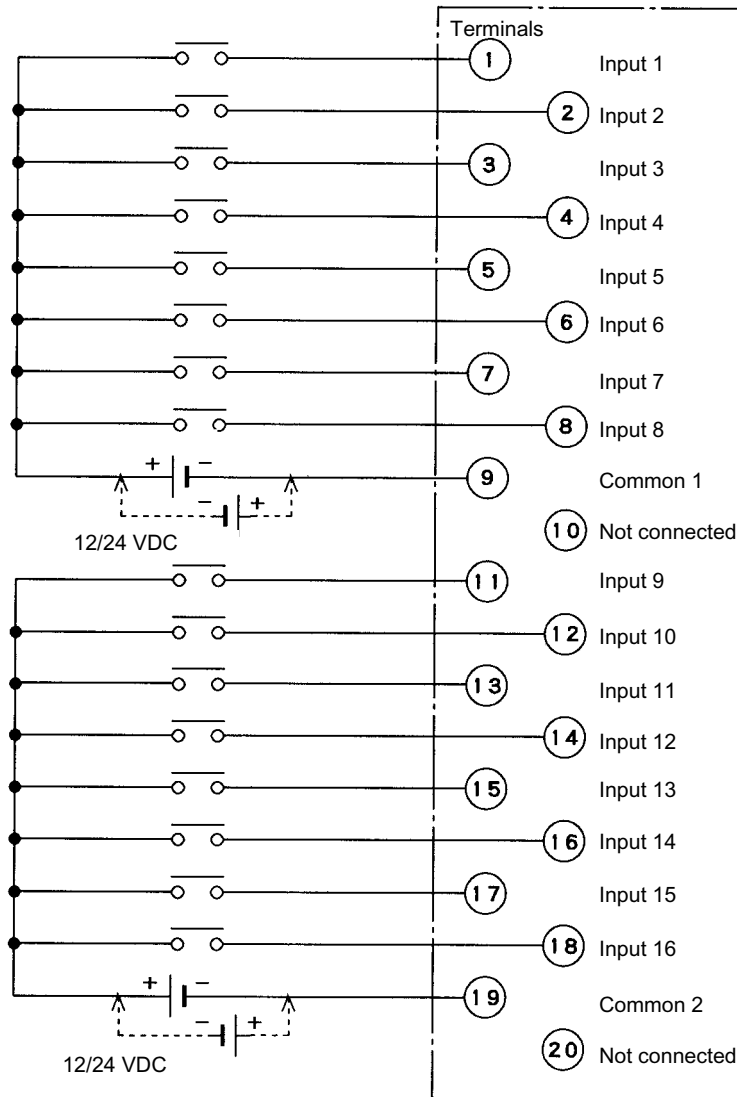 Terminals
1 Input 1
2 Input 2
3 Input 3
4 Input 4
5 Input 5
6 Input 6
7 Input 7
8 Input 8
+ −
9 Common 1
− +
12/24 VDC
10 Not connected
11 Input 9
12 Input 10
13 Input 11
14 Input 12
15 Input 13
16 Input 14
17 Input 15
18 Input 16
+ −
19 Common 2
− +
12/24 VDC
20 Not connected